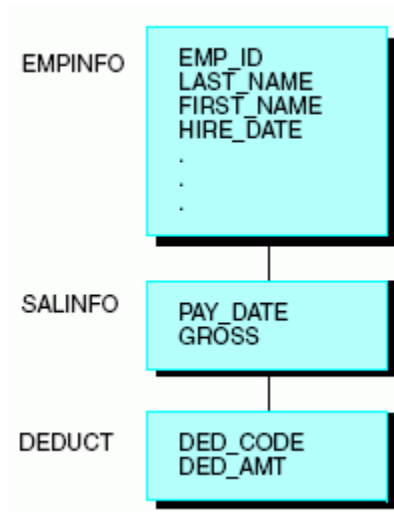 EMPINFO
EMP_ID
LAST_NAME
FIRST_NAME
HIRE_DATE
.
.
.
SALINFO
PAY_DATE
GROSS
DEDUCT
DED_CODE
DED_AMT